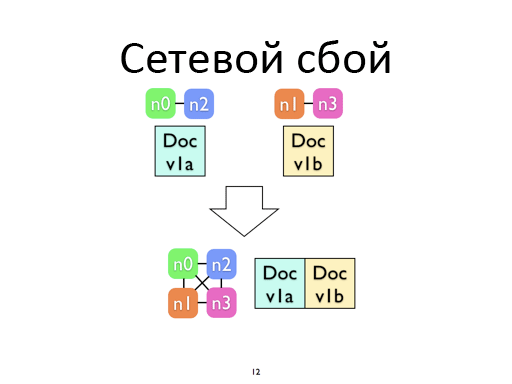 Сетевой сбой
n0 n2 n1 n3
Doc Doc
v1a v1b
n0 n2
Doc Doc
n1 n3
v1a v1b
12